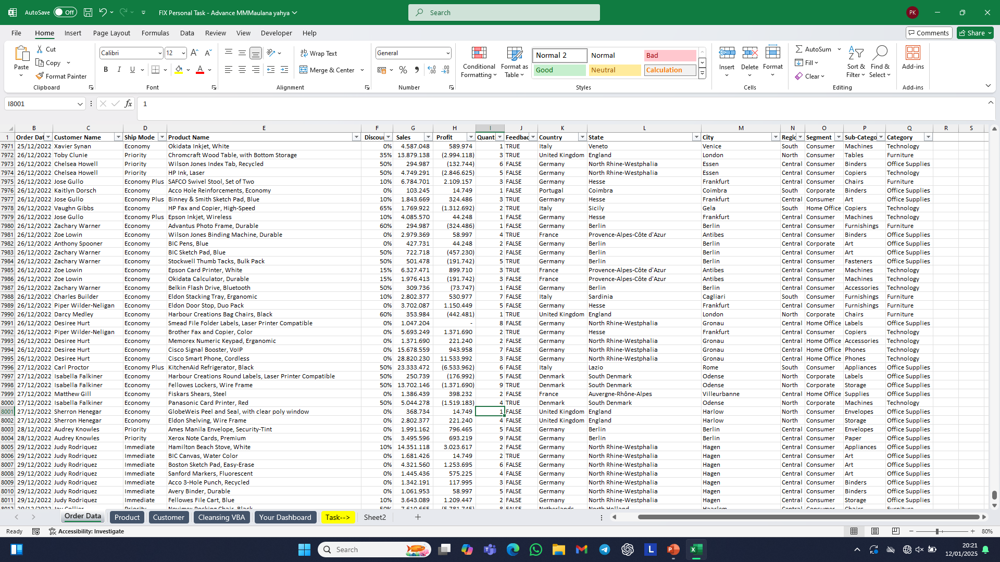 AutoSave Off FIX Personal Task - Advance MMMaulana yahya Search PK
File Home Insert Page Layout Formulas Data Review View Developer Help Comments Share
Paste Cut Copy Format Painter Calibri 12 B I U Wrap Text Merge & Center General % Conditional Formatting Format as Table Normal 2 Normal Bad Good Neutral Calculation Insert Delete Format AutoSum Fill Clear Sort & Filter Find & Select Add-ins
Clipboard Font Alignment Number Styles Cells Editing Add-ins
I8001 fx 1
B C D E F G H I J K L M N O P Q R S
1 Order Dat Customer Name Ship Mode Product Name Discou Sales Profit Quanti Feedbac Country State City Regic Segment Sub-Catego Category
7971 25/12/2022 Xavier Synan Economy Okidata Inkjet, White 0% 4.587.048 589.974 1 TRUE Italy Veneto Venice South Consumer Machines Technology
7972 26/12/2022 Toby Clunie Priority Chromcraft Wood Table, with Bottom Storage 35% 13.879.138 (2.994.118) 3 TRUE United Kingdom England London North Consumer Tables Furniture
7973 26/12/2022 Chelsea Howell Priority Wilson Jones Index Tab, Recycled 50% 294.987 (132.744) 6 FALSE Germany North Rhine-Westphalia Essen Central Consumer Binders Office Supplies
7974 26/12/2022 Chelsea Howell Priority HP Ink, Laser 50% 4.749.291 (2.846.625) 5 FALSE Germany North Rhine-Westphalia Essen Central Consumer Copiers Technology
7975 26/12/2022 Jose Gullo Economy Plus SAFCO Swivel Stool, Set of Two 10% 6.784.701 2.109.157 3 FALSE Germany Hesse Frankfurt Central Consumer Chairs Furniture
7976 26/12/2022 Kaitlyn Dorsch Economy Acco Hole Reinforcements, Economy 0% 103.245 14.749 1 FALSE Portugal Coimbra Coimbra South Corporate Binders Office Supplies
7977 26/12/2022 Jose Gullo Economy Plus Binney & Smith Sketch Pad, Blue 10% 1.843.669 324.486 3 TRUE Germany Hesse Frankfurt Central Consumer Art Office Supplies
7978 26/12/2022 Vaughn Gibbs Economy HP Fax and Copier, High-Speed 65% 1.769.922 (1.312.692) 2 TRUE Italy Sicily Gela South Home Office Copiers Technology
7979 26/12/2022 Jose Gullo Economy Plus Epson Inkjet, Wireless 10% 4.085.570 44.248 1 FALSE Germany Hesse Frankfurt Central Consumer Machines Technology
7980 26/12/2022 Zachary Warner Economy Advantus Photo Frame, Durable 60% 294.987 (324.486) 1 FALSE Germany Berlin Berlin Central Consumer Furnishings Furniture
7981 26/12/2022 Zoe Lowin Economy Wilson Jones Binding Machine, Durable 0% 2.979.369 58.997 4 TRUE France Provence-Alpes-Côte d'Azur Antibes Central Consumer Binders Office Supplies
7982 26/12/2022 Anthony Spooner Economy BIC Pens, Blue 0% 427.731 44.248 2 FALSE Germany Berlin Berlin Central Corporate Art Office Supplies
7983 26/12/2022 Zachary Warner Economy BIC Sketch Pad, Blue 50% 722.718 (457.230) 2 FALSE Germany Berlin Berlin Central Consumer Art Office Supplies
7984 26/12/2022 Zachary Warner Economy Stockwell Thumb Tacks, Bulk Pack 50% 501.478 (191.742) 5 TRUE Germany Berlin Berlin Central Consumer Fasteners Office Supplies
7985 26/12/2022 Zoe Lowin Economy Epson Card Printer, White 15% 6.327.471 899.710 3 TRUE France Provence-Alpes-Côte d'Azur Antibes Central Consumer Machines Technology
7986 26/12/2022 Zoe Lowin Economy Okidata Calculator, Durable 15% 1.976.413 (191.742) 3 FALSE France Provence-Alpes-Côte d'Azur Antibes Central Consumer Machines Technology
7987 26/12/2022 Zachary Warner Economy Belkin Flash Drive, Bluetooth 50% 309.736 (73.747) 1 FALSE Germany Berlin Berlin Central Consumer Accessories Technology
7988 26/12/2022 Charles Builder Economy Eldon Stacking Tray, Erganomic 10% 2.802.377 530.977 7 FALSE Italy Sardinia Cagliari South Consumer Furnishings Furniture
7989 26/12/2022 Piper Wilder-Neligan Economy Eldon Door Stop, Duo Pack 0% 3.702.087 1.150.449 5 FALSE Germany Hesse Frankfurt Central Consumer Furnishings Furniture
7990 26/12/2022 Darcy Medley Economy Harbour Creations Bag Chairs, Black 60% 353.984 (442.481) 1 TRUE United Kingdom England London North Corporate Chairs Furniture
7991 26/12/2022 Desiree Hurt Economy Smead File Folder Labels, Laser Printer Compatible 0% 1.047.204 - 8 FALSE Germany North Rhine-Westphalia Gronau Central Home Office Labels Office Supplies
7992 26/12/2022 Piper Wilder-Neligan Economy Brother Fax and Copier, Color 0% 5.693.249 1.371.690 2 TRUE Germany Hesse Frankfurt Central Consumer Copiers Technology
7993 26/12/2022 Desiree Hurt Economy Memorex Numeric Keypad, Erganomic 0% 1.371.690 221.240 2 FALSE Germany North Rhine-Westphalia Gronau Central Home Office Accessories Technology
7994 26/12/2022 Desiree Hurt Economy Cisco Signal Booster, VoIP 0% 15.678.559 943.958 7 FALSE Germany North Rhine-Westphalia Gronau Central Home Office Phones Technology
7995 26/12/2022 Desiree Hurt Economy Cisco Smart Phone, Cordless 0% 28.820.230 11.533.992 3 FALSE Germany North Rhine-Westphalia Gronau Central Home Office Phones Technology
7996 27/12/2022 Carl Proctor Economy Plus KitchenAid Refrigerator, Black 50% 23.333.472 (6.533.962) 6 FALSE Italy Lazio Rome South Consumer Appliances Office Supplies
7997 27/12/2022 Isabella Falkiner Economy Harbour Creations Round Labels, Laser Printer Compatible 50% 250.739 (176.992) 5 FALSE Denmark South Denmark Odense North Corporate Labels Office Supplies
7998 27/12/2022 Isabella Falkiner Economy Fellowes Lockers, Wire Frame 50% 13.702.146 (1.371.690) 9 TRUE Denmark South Denmark Odense North Corporate Storage Office Supplies
7999 27/12/2022 Matthew Gill Economy Fiskars Shears, Steel 0% 1.386.439 398.232 2 FALSE France Auvergne-Rhône-Alpes Villeurbanne Central Home Office Supplies Office Supplies
8000 27/12/2022 Isabella Falkiner Economy Panasonic Card Printer, Red 50% 5.044.278 (1.519.183) 4 TRUE Denmark South Denmark Odense North Corporate Machines Technology
8001 27/12/2022 Sherron Henegar Economy GlobeWeis Peel and Seal, with clear poly window 0% 368.734 14.749 1 FALSE United Kingdom England Harlow North Consumer Envelopes Office Supplies
8002 27/12/2022 Sherron Henegar Economy Eldon Shelving, Wire Frame 0% 2.802.377 221.240 4 FALSE United Kingdom England Harlow North Consumer Storage Office Supplies
8003 28/12/2022 Audrey Knowles Priority Ames Manila Envelope, Security-Tint 0% 1.991.162 796.465 5 FALSE Germany Berlin Berlin Central Consumer Envelopes Office Supplies
8004 28/12/2022 Audrey Knowles Priority Xerox Note Cards, Premium 0% 3.495.596 693.219 9 FALSE Germany Berlin Berlin Central Consumer Paper Office Supplies
8005 29/12/2022 Judy Rodriquez Immediate Hamilton Beach Stove, White 10% 14.351.118 3.023.617 2 FALSE Germany North Rhine-Westphalia Hagen Central Consumer Appliances Office Supplies
8006 29/12/2022 Judy Rodriquez Immediate BIC Canvas, Water Color 0% 1.681.426 14.749 2 TRUE Germany North Rhine-Westphalia Hagen Central Consumer Art Office Supplies
8007 29/12/2022 Judy Rodriquez Immediate Boston Sketch Pad, Easy-Erase 0% 4.321.560 1.253.695 6 FALSE Germany North Rhine-Westphalia Hagen Central Consumer Art Office Supplies
8008 29/12/2022 Judy Rodriquez Immediate Sanford Markers, Fluorescent 0% 1.445.436 575.225 4 FALSE Germany North Rhine-Westphalia Hagen Central Consumer Art Office Supplies
8009 29/12/2022 Judy Rodriquez Immediate Acco 3-Hole Punch, Recycled 0% 1.342.191 117.995 3 FALSE Germany North Rhine-Westphalia Hagen Central Consumer Binders Office Supplies
8010 29/12/2022 Judy Rodriquez Immediate Avery Binder, Durable 0% 1.061.953 58.997 5 FALSE Germany North Rhine-Westphalia Hagen Central Consumer Binders Office Supplies
8011 29/12/2022 Judy Rodriquez Immediate Fellowes File Cart, Blue 10% 3.643.089 1.209.447 2 FALSE Germany North Rhine-Westphalia Hagen Central Consumer Storage Office Supplies
Order Data Product Customer Cleansing VBA Your Dashboard Task--> Sheet2
Ready Accessibility: Investigate 80%
Search 20:21
12/01/2025